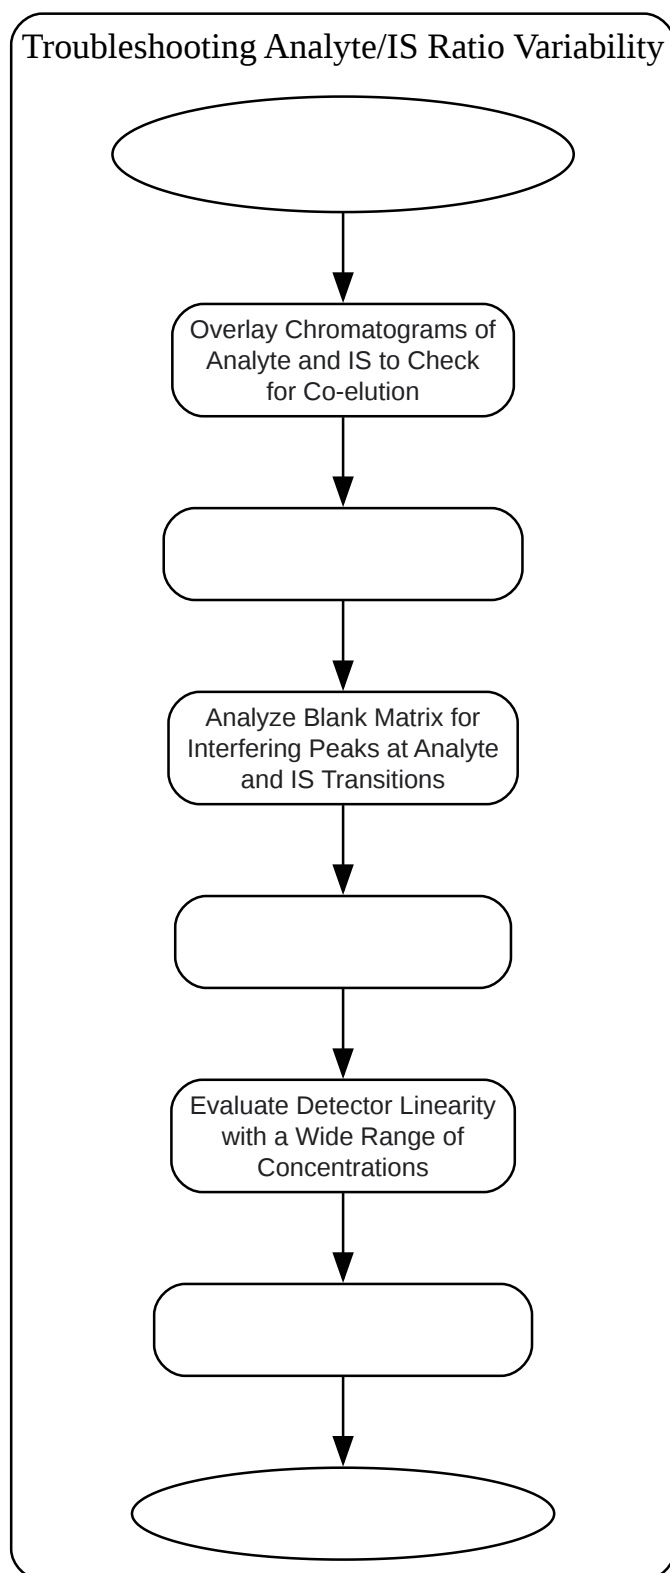 Troubleshooting Analyte/IS Ratio Variability
Overlay Chromatograms of
Analyte and IS to Check
for Co-elution
Analyze Blank Matrix for
Interfering Peaks at Analyte
and IS Transitions
Evaluate Detector Linearity
with a Wide Range of
Concentrations